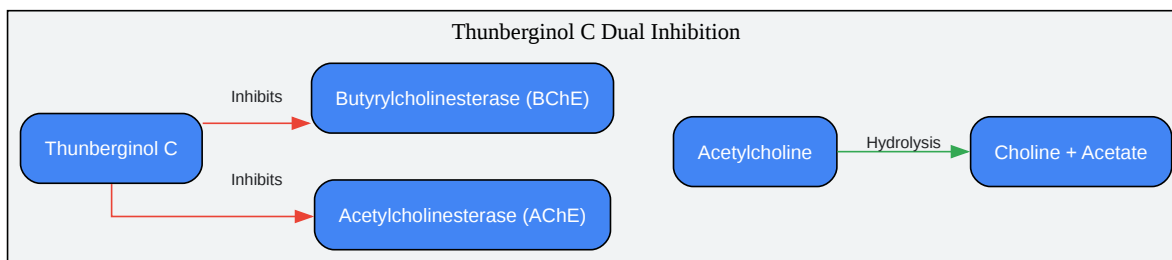 Thunberginol C Dual Inhibition
Inhibits
Butyrylcholinesterase (BChE)
Thunberginol C
Inhibits
Acetylcholinesterase (AChE)
Acetylcholine
Hydrolysis
Choline + Acetate